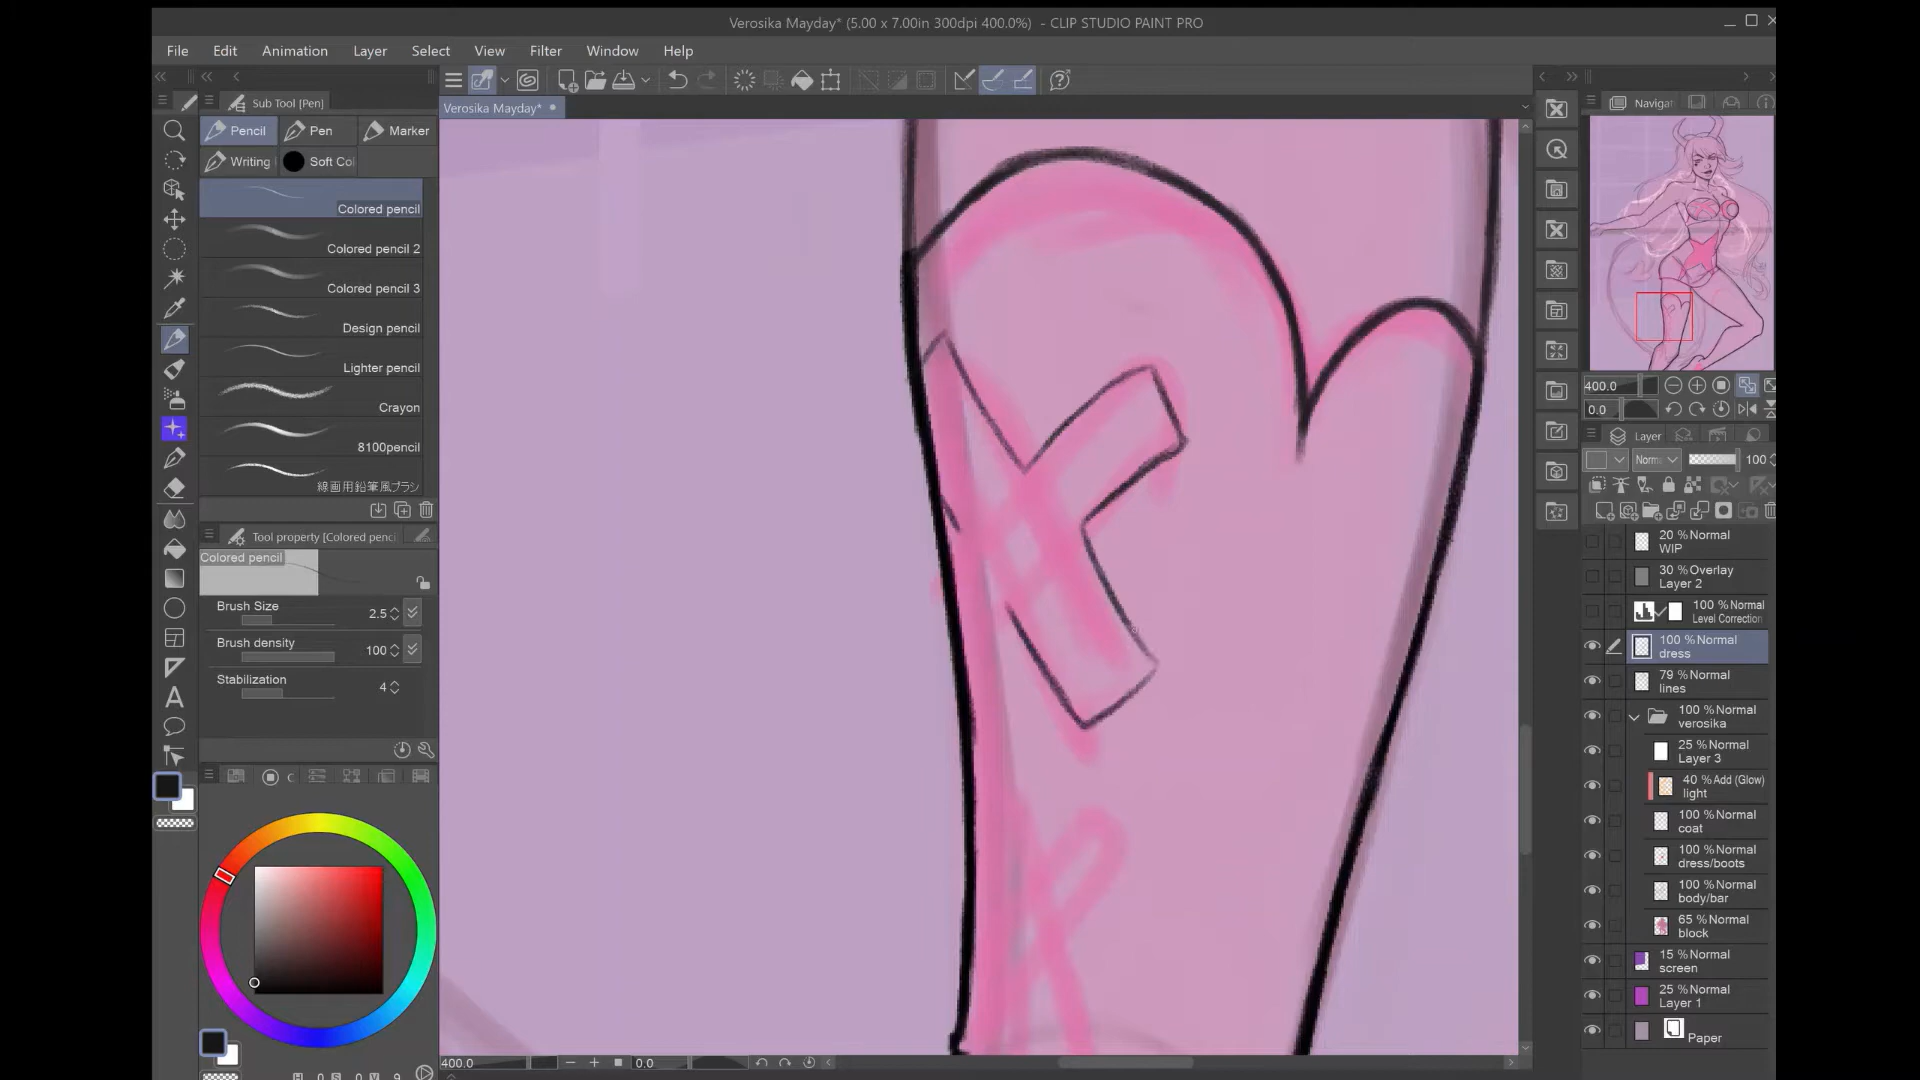 Verosika Mayday* (5.00 x 7.00in 300dpi 400.0%) - CLIP STUDIO PAINT PRO
File Edit Animation Layer Select View Filter Window Help
Sub Tool [Pen]
Verosika Mayday*
Navigat
Pencil Pen Marker
Writing Soft Col
Colored pencil
Colored pencil 2
Colored pencil 3
Design pencil
Lighter pencil
Crayon
8100pencil
線画用鉛筆風ブラシ
Tool property [Colored penci
Colored pencil
Brush Size 2.5
Brush density 100
Stabilization 4
400.0
0.0
Layer
Norm 100
20 % Normal
WIP
30 % Overlay
Layer 2
100 % Normal
Level Correction
100 % Normal
dress
79 % Normal
lines
100 % Normal
verosika
25 % Normal
Layer 3
40 % Add (Glow)
light
100 % Normal
coat
100 % Normal
dress/boots
100 % Normal
body/bar
65 % Normal
block
15 % Normal
screen
25 % Normal
Layer 1
Paper
400.0 0.0